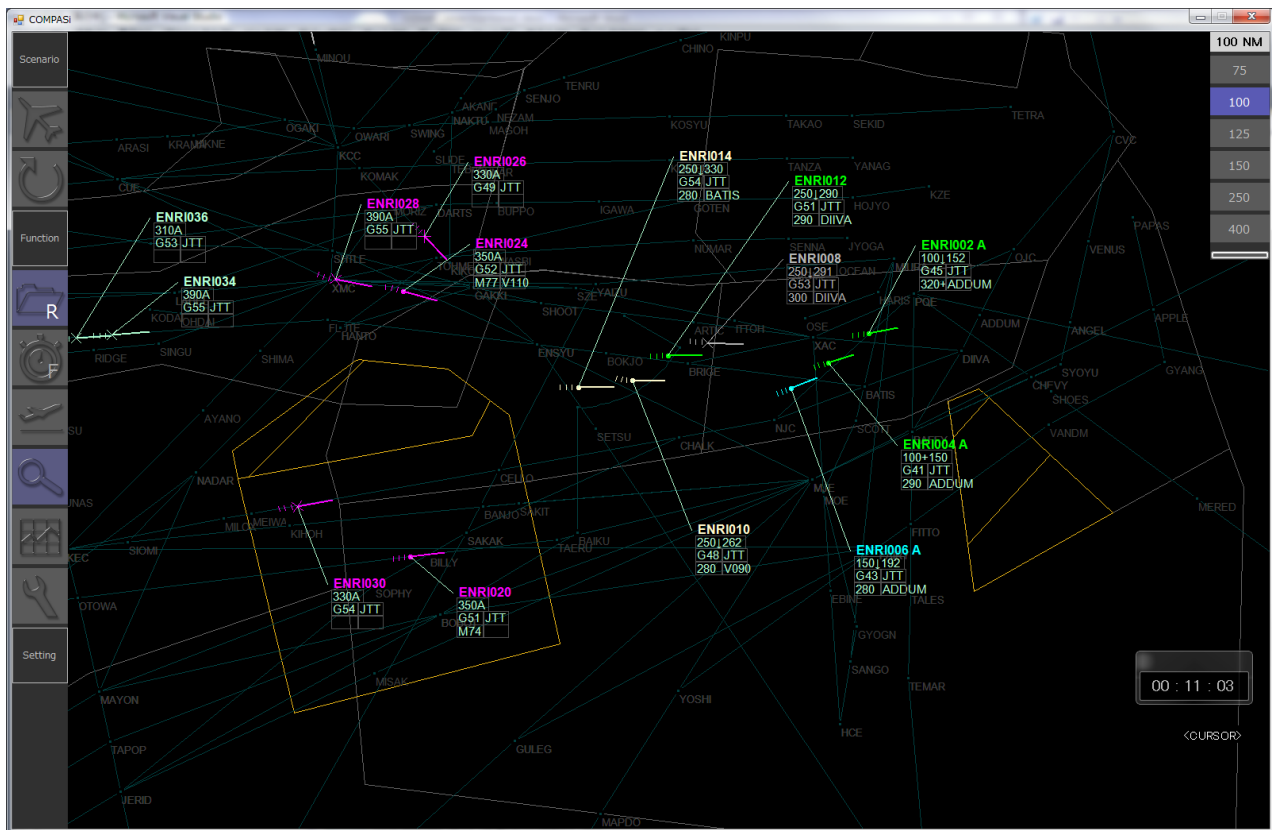 COMPASi
Scenario
Function
R
F
Setting
100 NM
75
100
125
150
250
400
KINPU
CHINO
MINOU
TENRU
SENJO
AKANI
NEZAM
NAKTU
MAGOH
TETRA
OGAKI
OWARI
SWING
KOSYU
TAKAO
SEKID
CVC
ARASI
KCC
KOMAK
TANZA
YANAG
CUE
KZE
DARTS
BUPPO
IGAWA
GOTEN
HOJYO
PAPAS
NOMAR
SENNA
JYOGA
OJC
VENUS
OCEAN
XMC
GAKKI
SZE
SHOOT
HARIS
PQE
ADDUM
ANGEL
APPLE
HANTO
ARTIC
ITTOH
OSE
XAC
RIDGE
SINGU
SHIMA
ENSYU
BOKJO
BRIGE
DIIVA
SYOYU
GYANG
CHEVY
SHOES
BATIS
AYANO
SETSU
CHALK
NJC
SCOTT
VANDM
NADAR
CELLO
MJE
MOE
MERED
BANJO
SAKIT
MEIWA
KIHOH
SAKAK
TAERU
BAIKU
FITTO
SIOMI
KEC
BILLY
OTOWA
SOPHY
EBINE
TALES
GYOGN
MISAK
SANGO
TEMAR
MAYON
YOSHI
HCE
TAPOP
GULEG
JERID
MAPDO
ENRI036
310A
G53 JTT
ENRI034
390A
G55 JTT
ENRI028
390A
G55 JTT
ENRI026
330A
G49 JTT
ENRI024
350A
G52 JTT
M77 V110
ENRI014
250↓330
G54 JTT
280 BATIS
ENRI012
250↓290
G51 JTT
290 DIIVA
ENRI008
250↓291
G53 JTT
300 DIIVA
ENRI002 A
100↓152
G45 JTT
320+ADDUM
ENRI004 A
100+150
G41 JTT
290 ADDUM
ENRI010
250↓262
G48 JTT
280 V090
ENRI006 A
150↓192
G43 JTT
280 ADDUM
ENRI030
330A
G54 JTT
ENRI020
350A
G51 JTT
M74
00 : 11 : 03
<CURSOR>